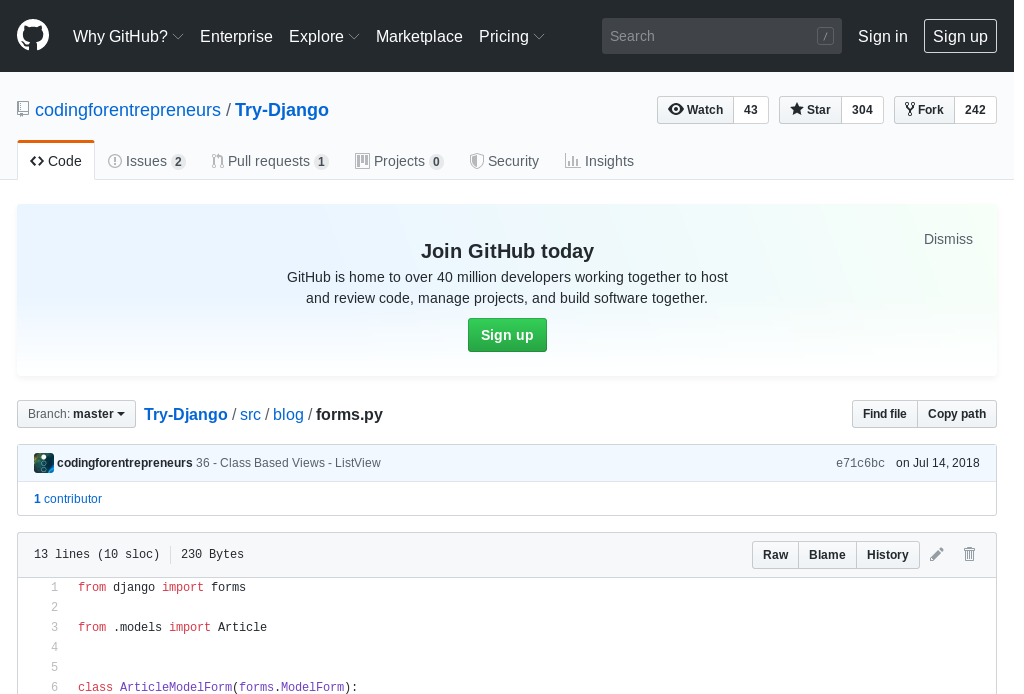 Why GitHub? Enterprise Explore Marketplace Pricing Search / Sign in Sign up
codingforentrepreneurs / Try-Django Watch 43 Star 304 Fork 242
Code Issues 2 Pull requests 1 Projects 0 Security Insights
Dismiss
Join GitHub today
GitHub is home to over 40 million developers working together to host
and review code, manage projects, and build software together.
Sign up
Branch: master Try-Django / src / blog / forms.py Find file Copy path
codingforentrepreneurs 36 - Class Based Views - ListView e71c6bc on Jul 14, 2018
1 contributor
13 lines (10 sloc) 230 Bytes Raw Blame History
1 from django import forms
2
3 from .models import Article
4
5
6 class ArticleModelForm(forms.ModelForm):